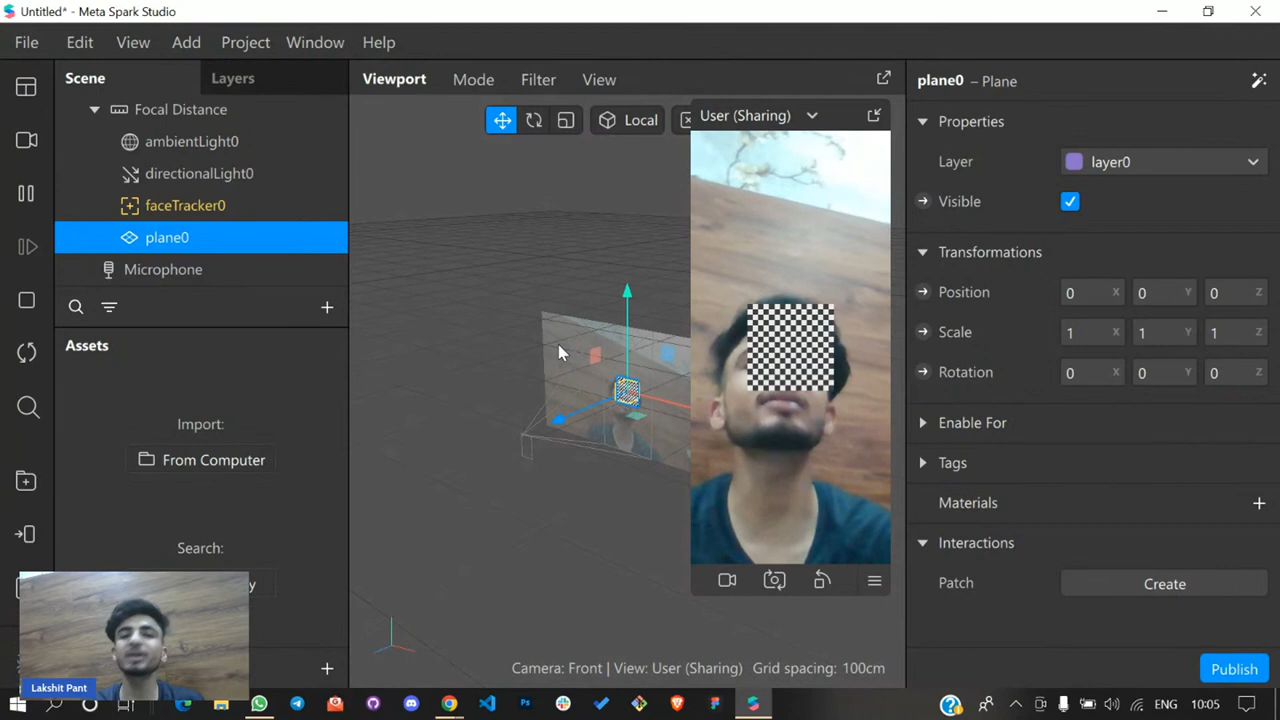 Untitled* - Meta Spark Studio
File Edit View Add Project Window Help
Scene Layers
Focal Distance
ambientLight0
directionalLight0
faceTracker0
plane0
Microphone
Assets
Import:
From Computer
Search:
y
Lakshit Pant
Viewport Mode Filter View
Local
User (Sharing)
Camera: Front | View: User (Sharing) Grid spacing: 100cm
plane0 – Plane
Properties
Layer layer0
Visible
Transformations
Position 0 X 0 Y 0 Z
Scale 1 X 1 Y 1 Z
Rotation 0 X 0 Y 0 Z
Enable For
Tags
Materials
Interactions
Patch Create
Publish
ENG 10:05